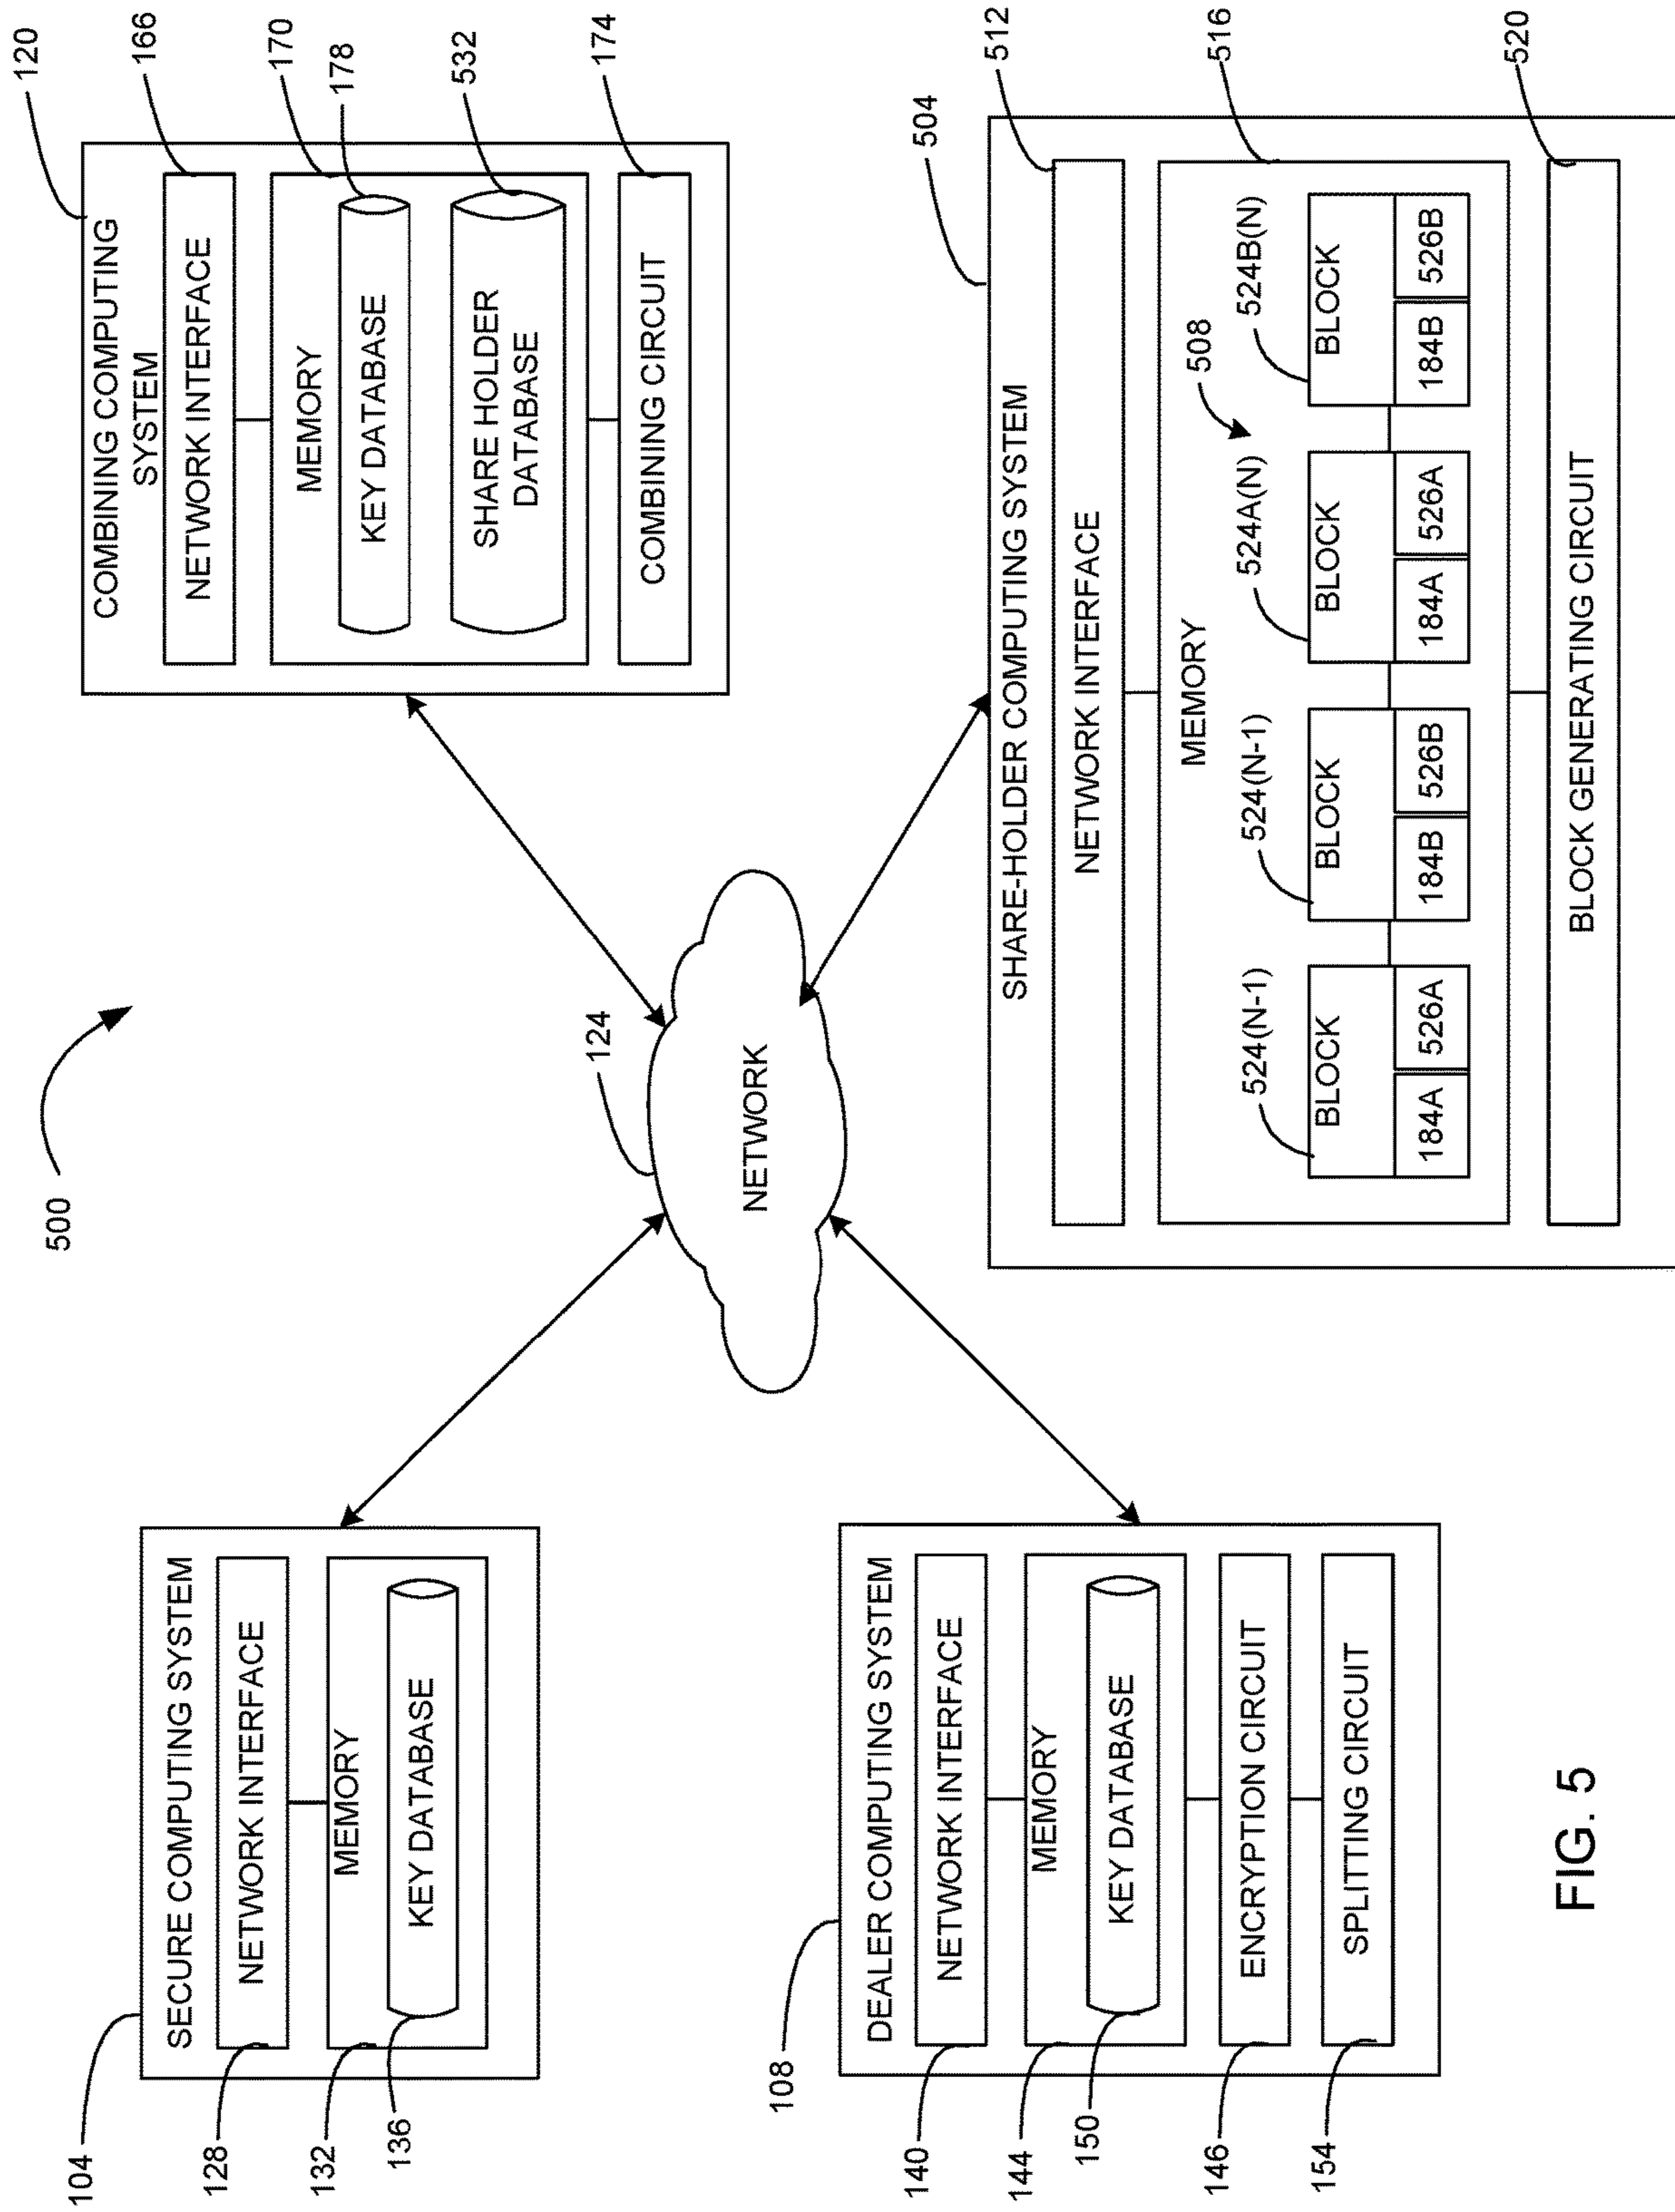 500
104
SECURE COMPUTING SYSTEM
128
NETWORK INTERFACE
132
MEMORY
136
KEY DATABASE
120
COMBINING COMPUTING
SYSTEM
166
NETWORK INTERFACE
170
MEMORY
178
KEY DATABASE
532
SHARE HOLDER
DATABASE
174
COMBINING CIRCUIT
124
NETWORK
108
DEALER COMPUTING SYSTEM
140
NETWORK INTERFACE
144
MEMORY
150
KEY DATABASE
146
ENCRYPTION CIRCUIT
154
SPLITTING CIRCUIT
504
SHARE-HOLDER COMPUTING SYSTEM
512
NETWORK INTERFACE
516
MEMORY
508
524(N-1)
524(N-1)
524A(N)
524B(N)
BLOCK
BLOCK
BLOCK
BLOCK
184A
526A
184B
526B
184A
526A
184B
526B
520
BLOCK GENERATING CIRCUIT
FIG. 5